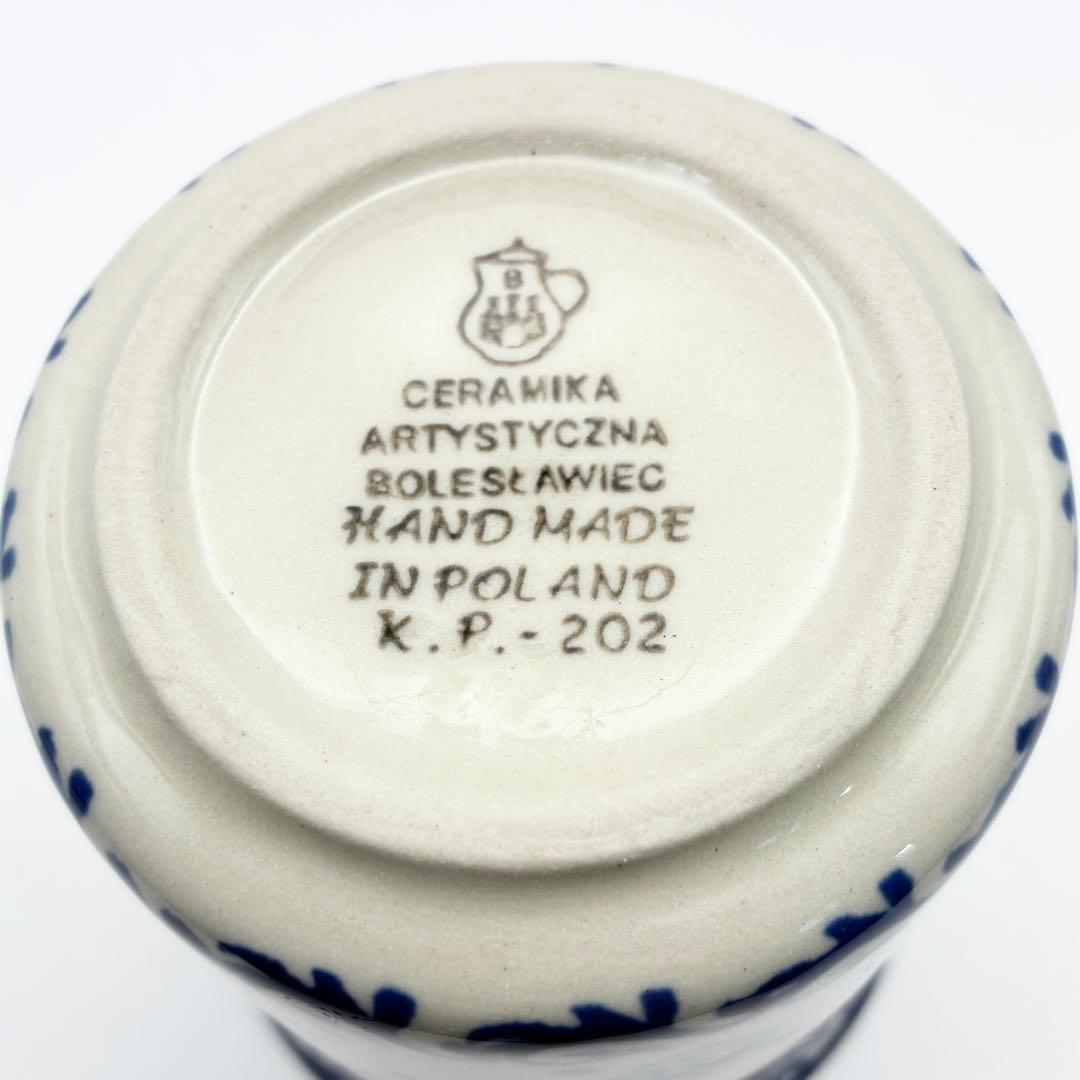 B
CERAMIKA
ARTYSTYCZNA
BOLESŁAWIEC
HAND MADE
IN POLAND
K.P.-202